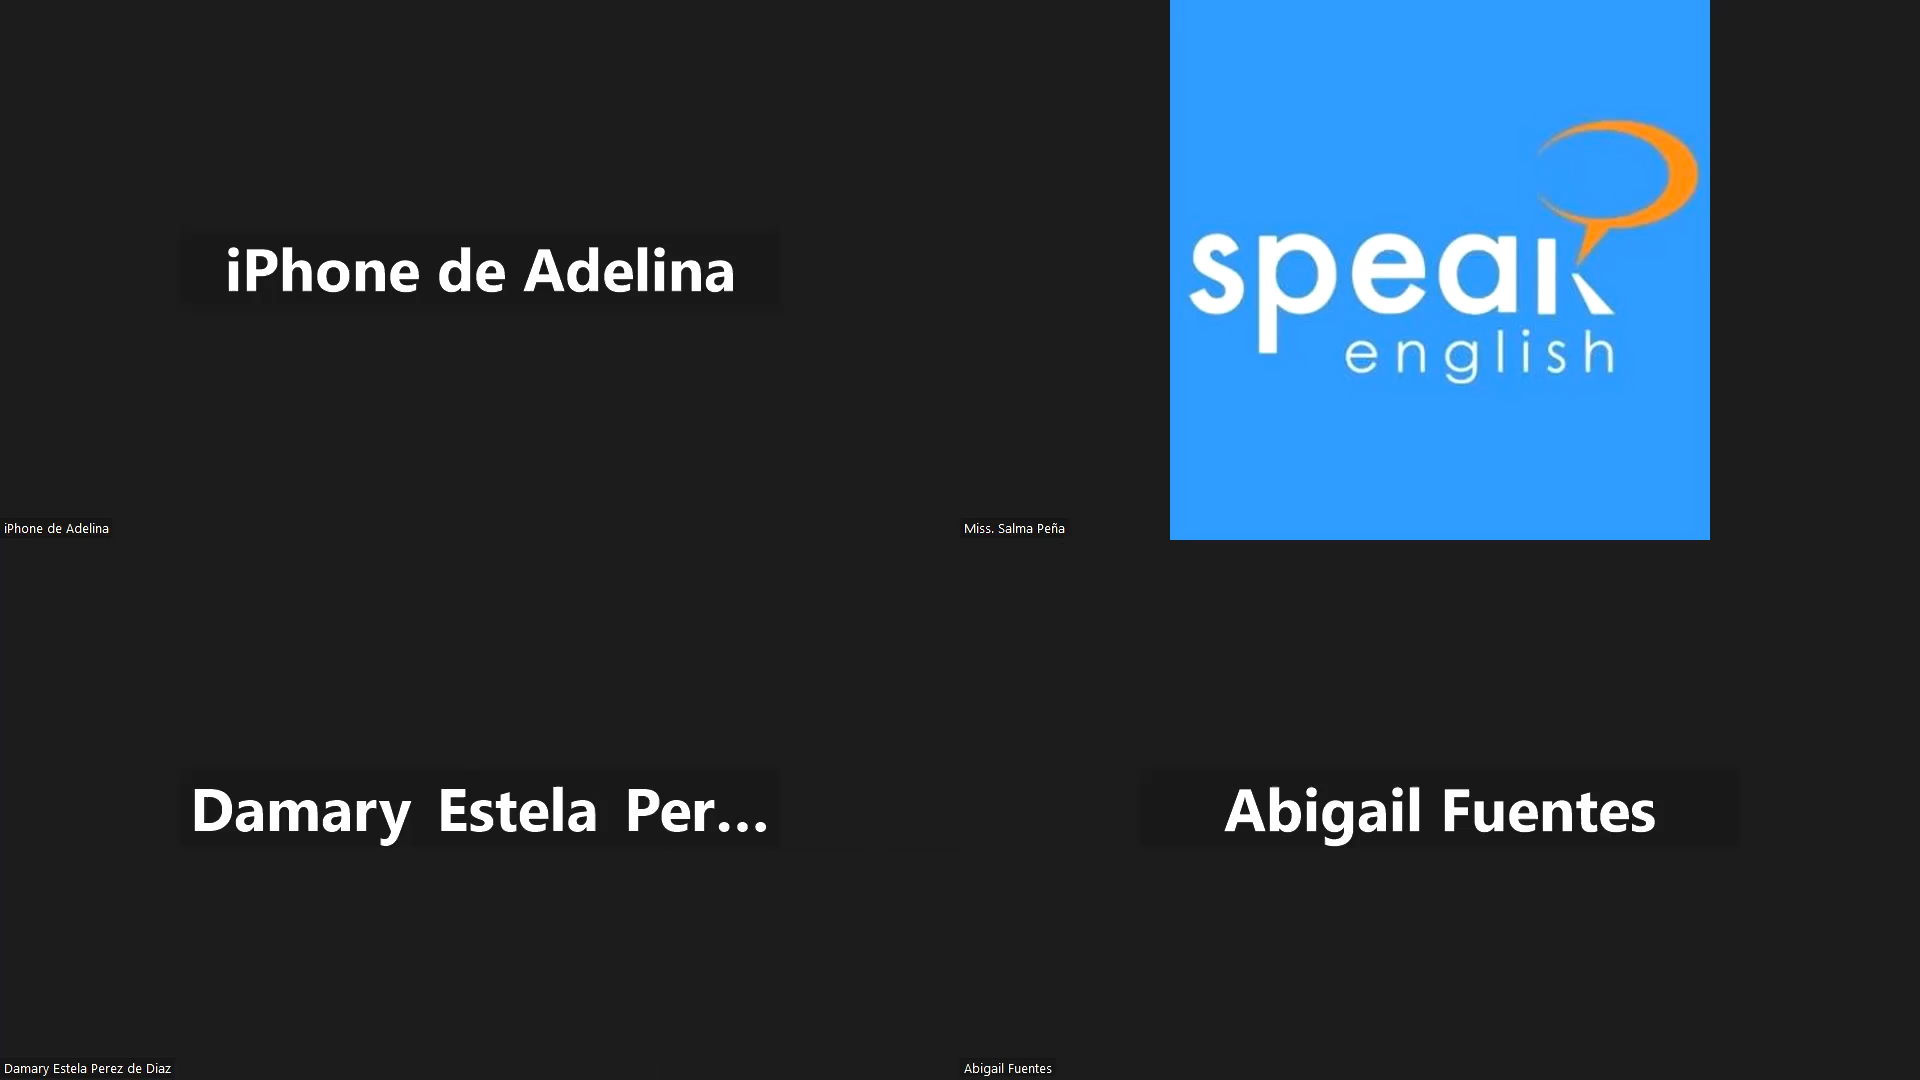 iPhone de Adelina
iPhone de Adelina
speak
english
Miss. Salma Peña
Damary Estela Per...
Damary Estela Perez de Diaz
Abigail Fuentes
Abigail Fuentes